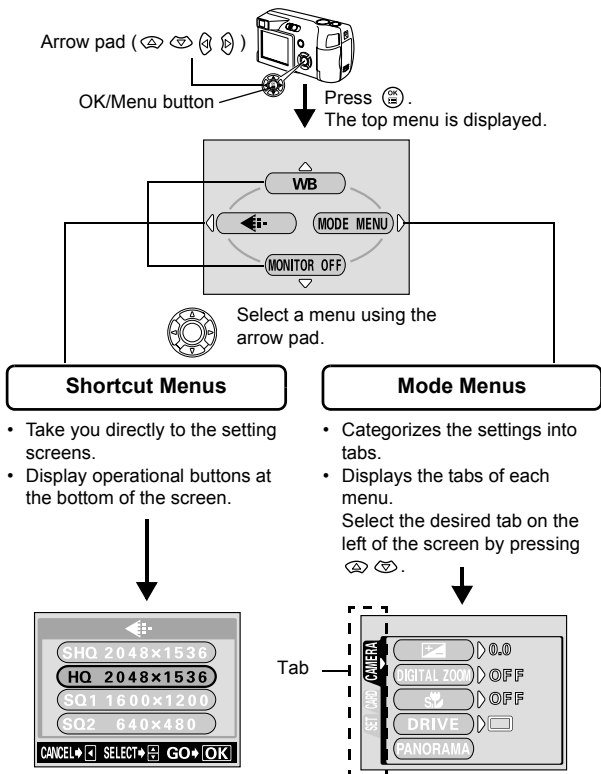 Arrow pad ( )
OK/Menu button
Press .
The top menu is displayed.
WB
MODE MENU
MONITOR OFF
Select a menu using the
arrow pad.
Shortcut Menus
• Take you directly to the setting
screens.
• Display operational buttons at
the bottom of the screen.
Mode Menus
• Categorizes the settings into
tabs.
• Displays the tabs of each
menu.
Select the desired tab on the
left of the screen by pressing
.
SHQ 2048×1536
HQ 2048×1536
SQ1 1600×1200
SQ2 640×480
CANCEL SELECT GO OK
Tab
CAMERA
CARD
SET
0.0
DIGITAL ZOOM OFF
OFF
DRIVE
PANORAMA